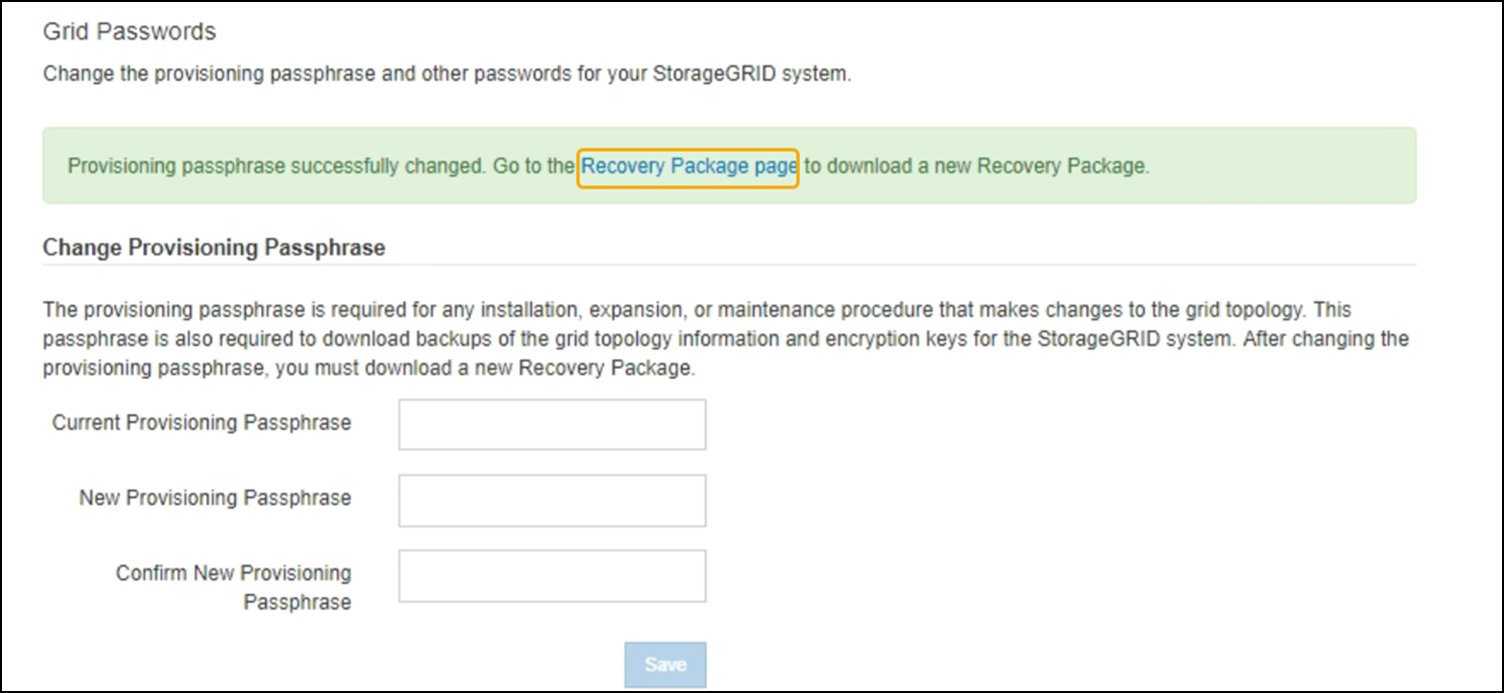 Grid Passwords
Change the provisioning passphrase and other passwords for your StorageGRID system.
Provisioning passphrase successfully changed. Go to the Recovery Package page to download a new Recovery Package.
Change Provisioning Passphrase
The provisioning passphrase is required for any installation, expansion, or maintenance procedure that makes changes to the grid topology. This
passphrase is also required to download backups of the grid topology information and encryption keys for the StorageGRID system. After changing the
provisioning passphrase, you must download a new Recovery Package.
Current Provisioning Passphrase
New Provisioning Passphrase
Confirm New Provisioning
Passphrase
Save